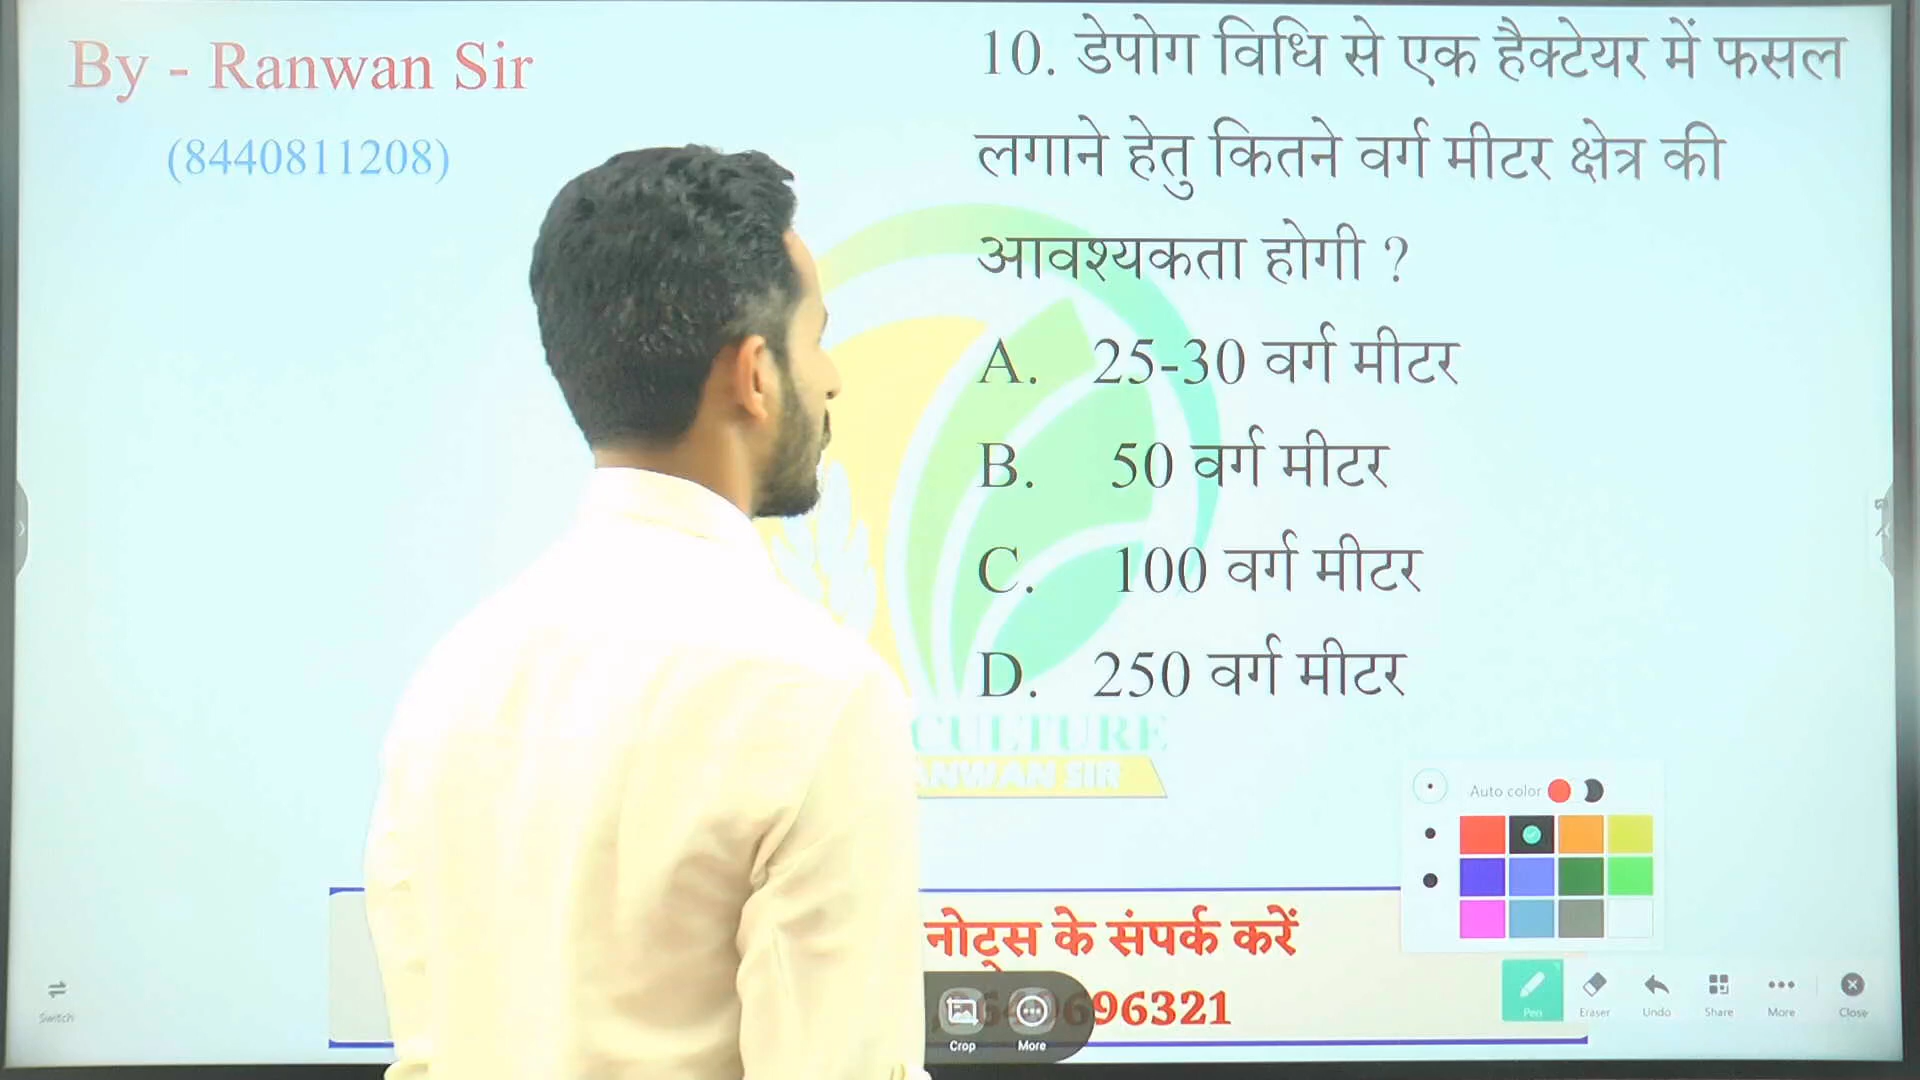 By - Ranwan Sir
(8440811208)
10. डेपोग विधि से एक हैक्टेयर में फसल
लगाने हेतु कितने वर्ग मीटर क्षेत्र की
आवश्यकता होगी ?
A. 25-30 वर्ग मीटर
B. 50 वर्ग मीटर
C. 100 वर्ग मीटर
D. 250 वर्ग मीटर
CULTURE
ANWAN SIR
Auto color
नोट्स के संपर्क करें
96321
Crop
More
Switch
Pen
Eraser
Undo
Share
More
Close